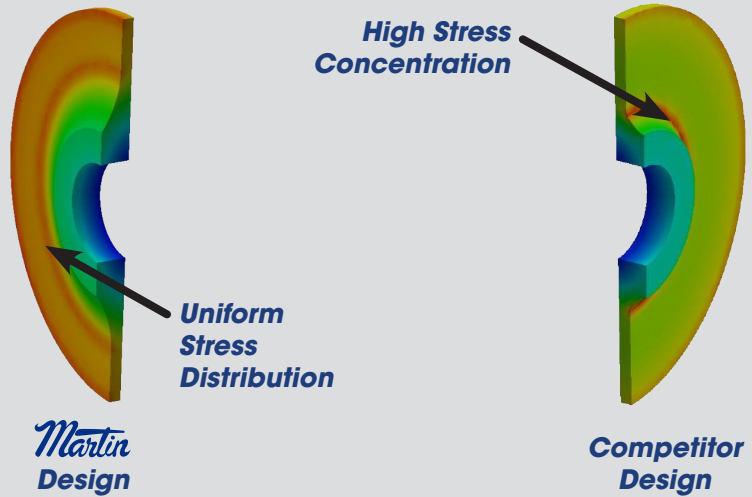 High Stress
Concentration
Uniform
Stress
Distribution
Martin
Design
Competitor
Design